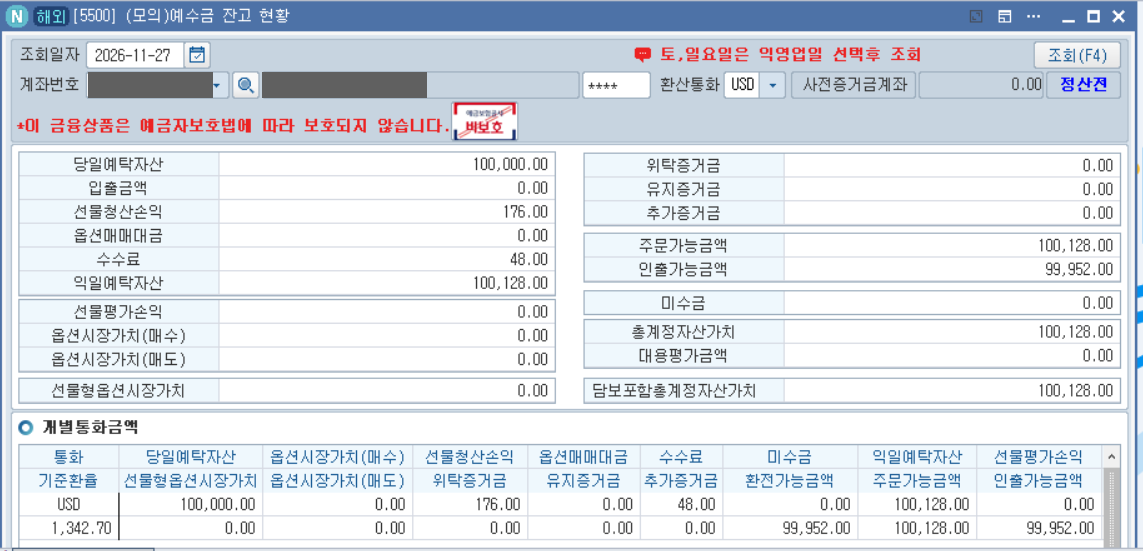 N 해외 [5500] (모의)예수금 잔고 현황
조회일자 2026-11-27 토,일요일은 익영업일 선택후 조회 조회(F4)
계좌번호 **** 환산통화 USD 사전증거금계좌 0.00 정산전
*이 금융상품은 예금자보호법에 따라 보호되지 않습니다. 예금보험공사 비보호
당일예탁자산 100,000.00
입출금액 0.00
선물청산손익 176.00
옵션매매대금 0.00
수수료 48.00
익일예탁자산 100,128.00
선물평가손익 0.00
옵션시장가치(매수) 0.00
옵션시장가치(매도) 0.00
선물형옵션시장가치 0.00
위탁증거금 0.00
유지증거금 0.00
추가증거금 0.00
주문가능금액 100,128.00
인출가능금액 99,952.00
미수금 0.00
총계정자산가치 100,128.00
대용평가금액 0.00
담보포함총계정자산가치 100,128.00
개별통화금액
통화 당일예탁자산 옵션시장가치(매수) 선물청산손익 옵션매매대금 수수료 미수금 익일예탁자산 선물평가손익
기준환율 선물형옵션시장가치 옵션시장가치(매도) 위탁증거금 유지증거금 추가증거금 환전가능금액 주문가능금액 인출가능금액
USD 100,000.00 0.00 176.00 0.00 48.00 0.00 100,128.00 0.00
1,342.70 0.00 0.00 0.00 0.00 0.00 99,952.00 100,128.00 99,952.00